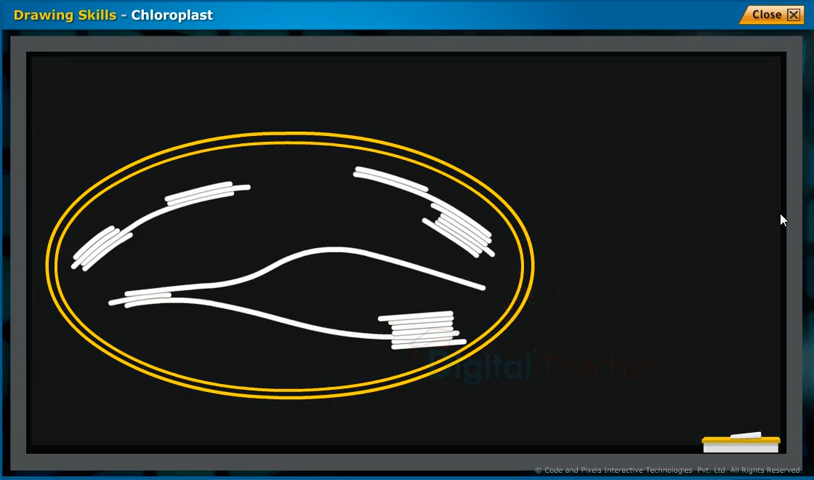 Drawing Skills - Chloroplast
Close
Digital Teacher
© Code and Pixels Interactive Technologies Pvt. Ltd. All Rights Reserved